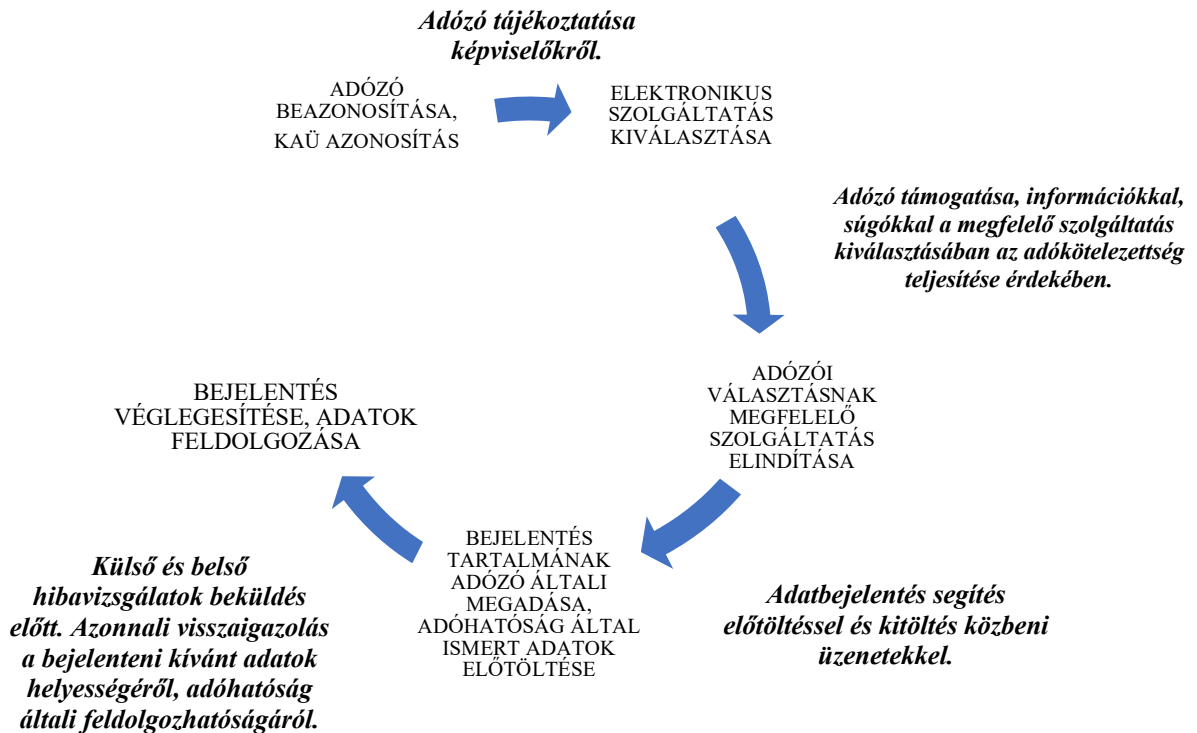 Adózó tájékoztatása
képviselőkről.
ADÓZÓ
BEAZONOSÍTÁSA,
KAÜ AZONOSÍTÁS
ELEKTRONIKUS
SZOLGÁLTATÁS
KIVÁLASZTÁSA
Adózó támogatása, információkkal,
súgókkal a megfelelő szolgáltatás
kiválasztásában az adókötelezettség
teljesítése érdekében.
ADÓZÓI
VÁLASZTÁSNAK
MEGFELELŐ
SZOLGÁLTATÁS
ELINDÍTÁSA
Adatbejelentés segítés
előtöltéssel és kitöltés közbeni
üzenetekkel.
BEJELENTÉS
TARTALMÁNAK
ADÓZÓ ÁLTALI
MEGADÁSA,
ADÓHATÓSÁG ÁLTAL
ISMERT ADATOK
ELŐTÖLTÉSE
Külső és belső
hibavizsgálatok beküldés
előtt. Azonnali visszaigazolás
a bejelenteni kívánt adatok
helyességéről, adóhatóság
általi feldolgozhatóságáról.
BEJELENTÉS
VÉGLEGESÍTÉSE, ADATOK
FELDOLGOZÁSA